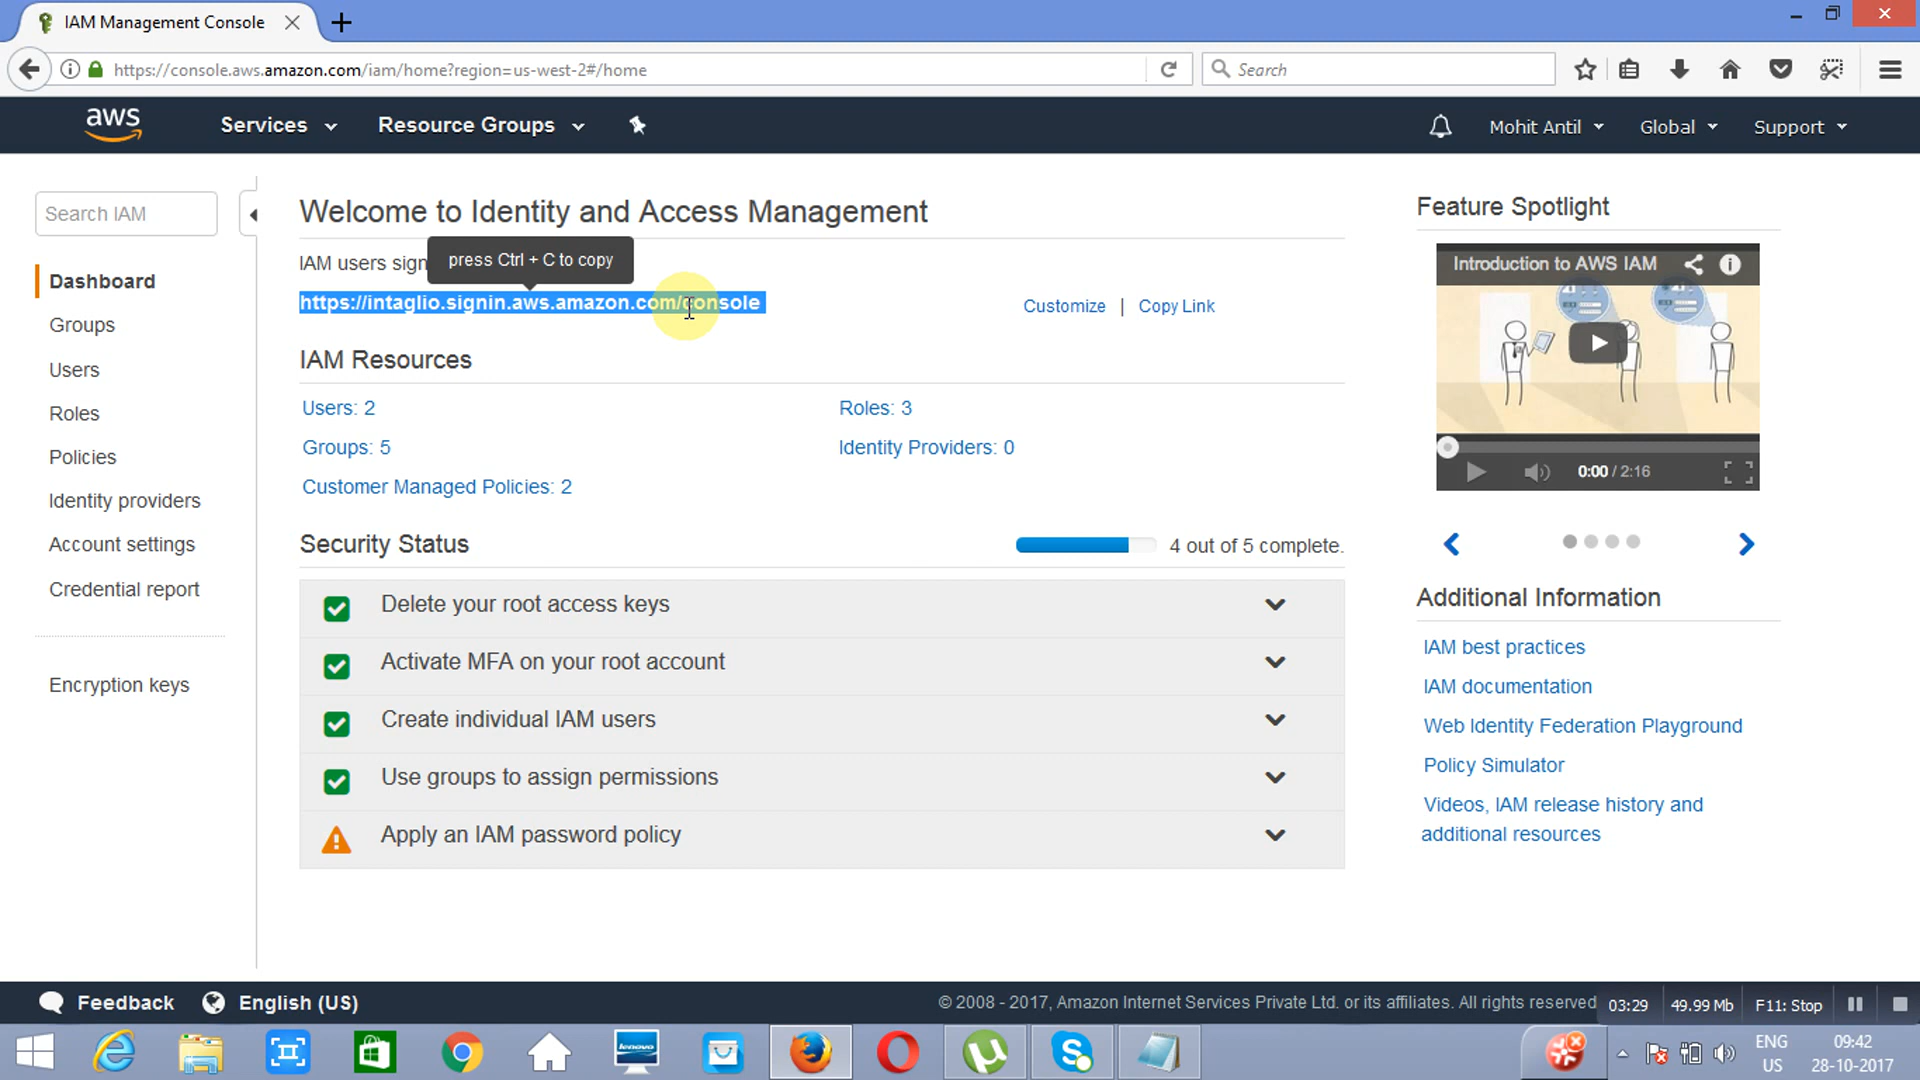 IAM Management Console
https://console.aws.amazon.com/iam/home?region=us-west-2#/home
Search
aws
Services
Resource Groups
Mohit Antil
Global
Support
Search IAM
Dashboard
Groups
Users
Roles
Policies
Identity providers
Account settings
Credential report
Encryption keys
Welcome to Identity and Access Management
IAM users sign
press Ctrl + C to copy
https://intaglio.signin.aws.amazon.com/console
Customize | Copy Link
IAM Resources
Users: 2
Roles: 3
Groups: 5
Identity Providers: 0
Customer Managed Policies: 2
Security Status
4 out of 5 complete.
Delete your root access keys
Activate MFA on your root account
Create individual IAM users
Use groups to assign permissions
Apply an IAM password policy
Feature Spotlight
Introduction to AWS IAM
0:00 / 2:16
Additional Information
IAM best practices
IAM documentation
Web Identity Federation Playground
Policy Simulator
Videos, IAM release history and
additional resources
Feedback
English (US)
© 2008 - 2017, Amazon Internet Services Private Ltd. or its affiliates. All rights reserved
03:29
49.99 Mb
F11: Stop
lenovo
ENG
US
09:42
28-10-2017